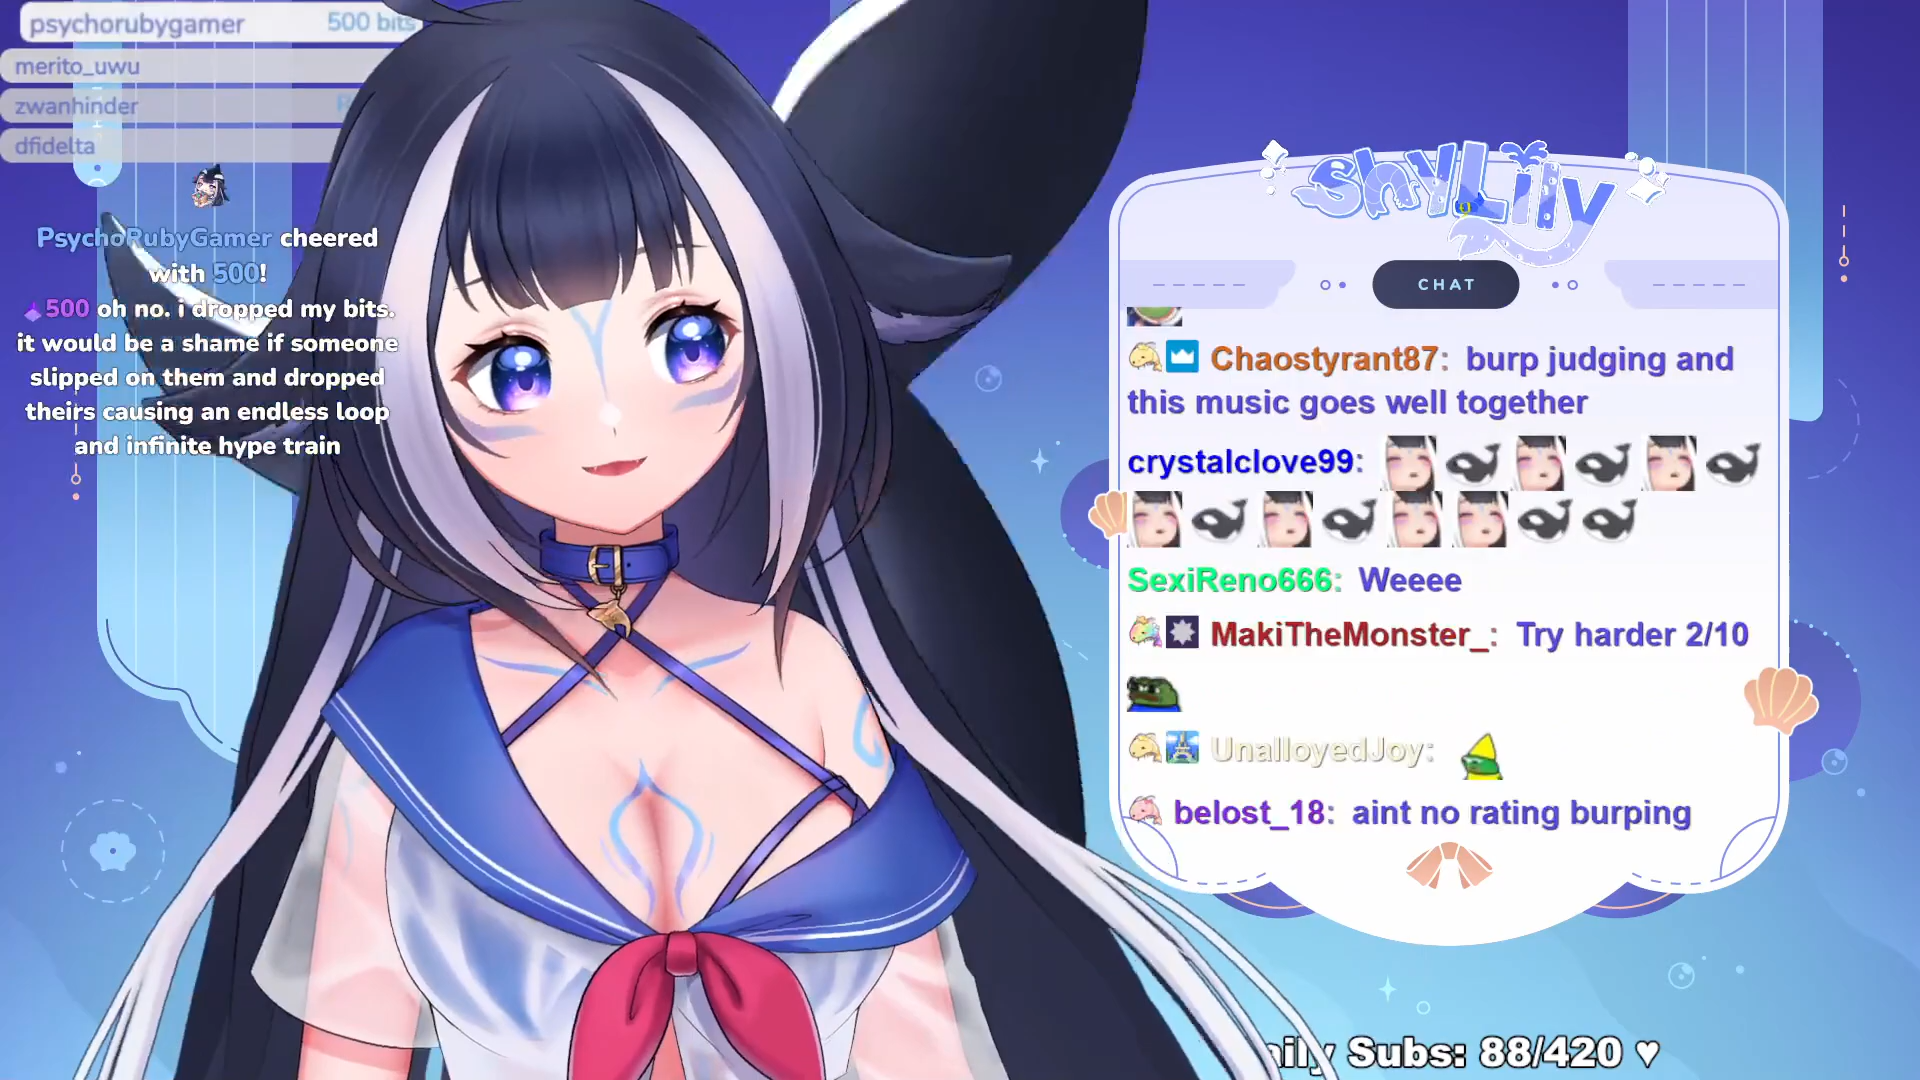 psychorubygamer 500 bits
merito_uwu
zwanhinder
dfidelta
PsychoRubyGamer cheered
with 500!
500 oh no. i dropped my bits.
it would be a shame if someone
slipped on them and dropped
theirs causing an endless loop
and infinite hype train
shyLily
CHAT
Chaostyrant87: burp judging and
this music goes well together
crystalclove99:
SexiReno666: Weeee
MakiTheMonster_: Try harder 2/10
UnalloyedJoy:
belost_18: aint no rating burping
Subs: 88/420 ♥